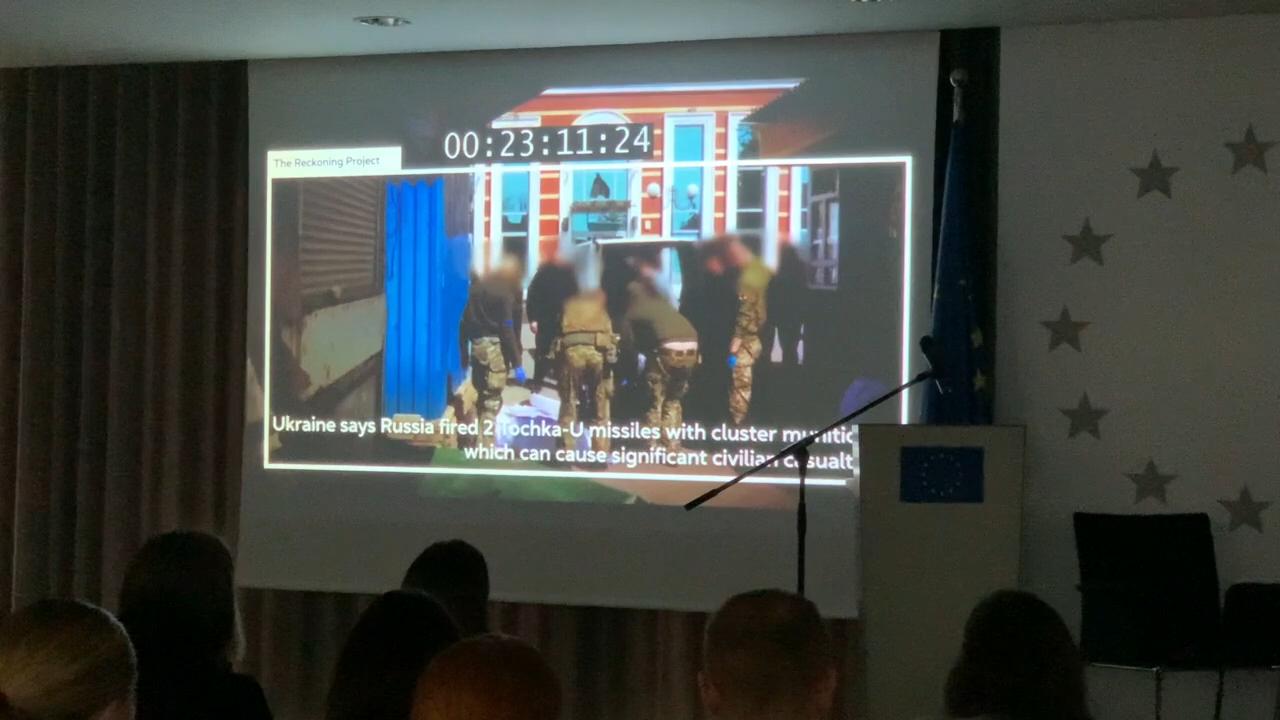 00:23:11:24
The Reckoning Project
Ukraine says Russia fired 2 Tochka-U missiles with cluster
which can cause significant civilian